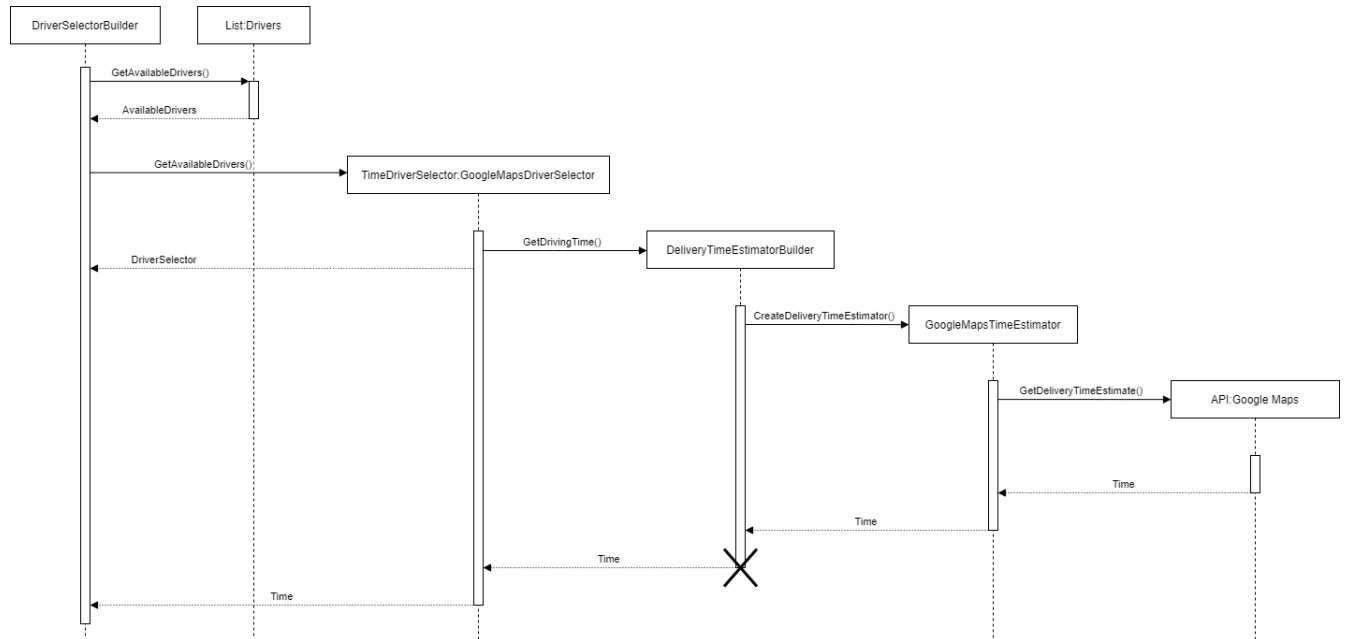 DriverSelectorBuilder
List:Drivers
GetAvailableDrivers()
AvailableDrivers
GetAvailableDrivers()
TimeDriverSelector:GoogleMapsDriverSelector
GetDrivingTime()
DeliveryTimeEstimatorBuilder
DriverSelector
CreateDeliveryTimeEstimator()
GoogleMapsTimeEstimator
GetDeliveryTimeEstimate()
API:Google Maps
Time
Time
Time
Time